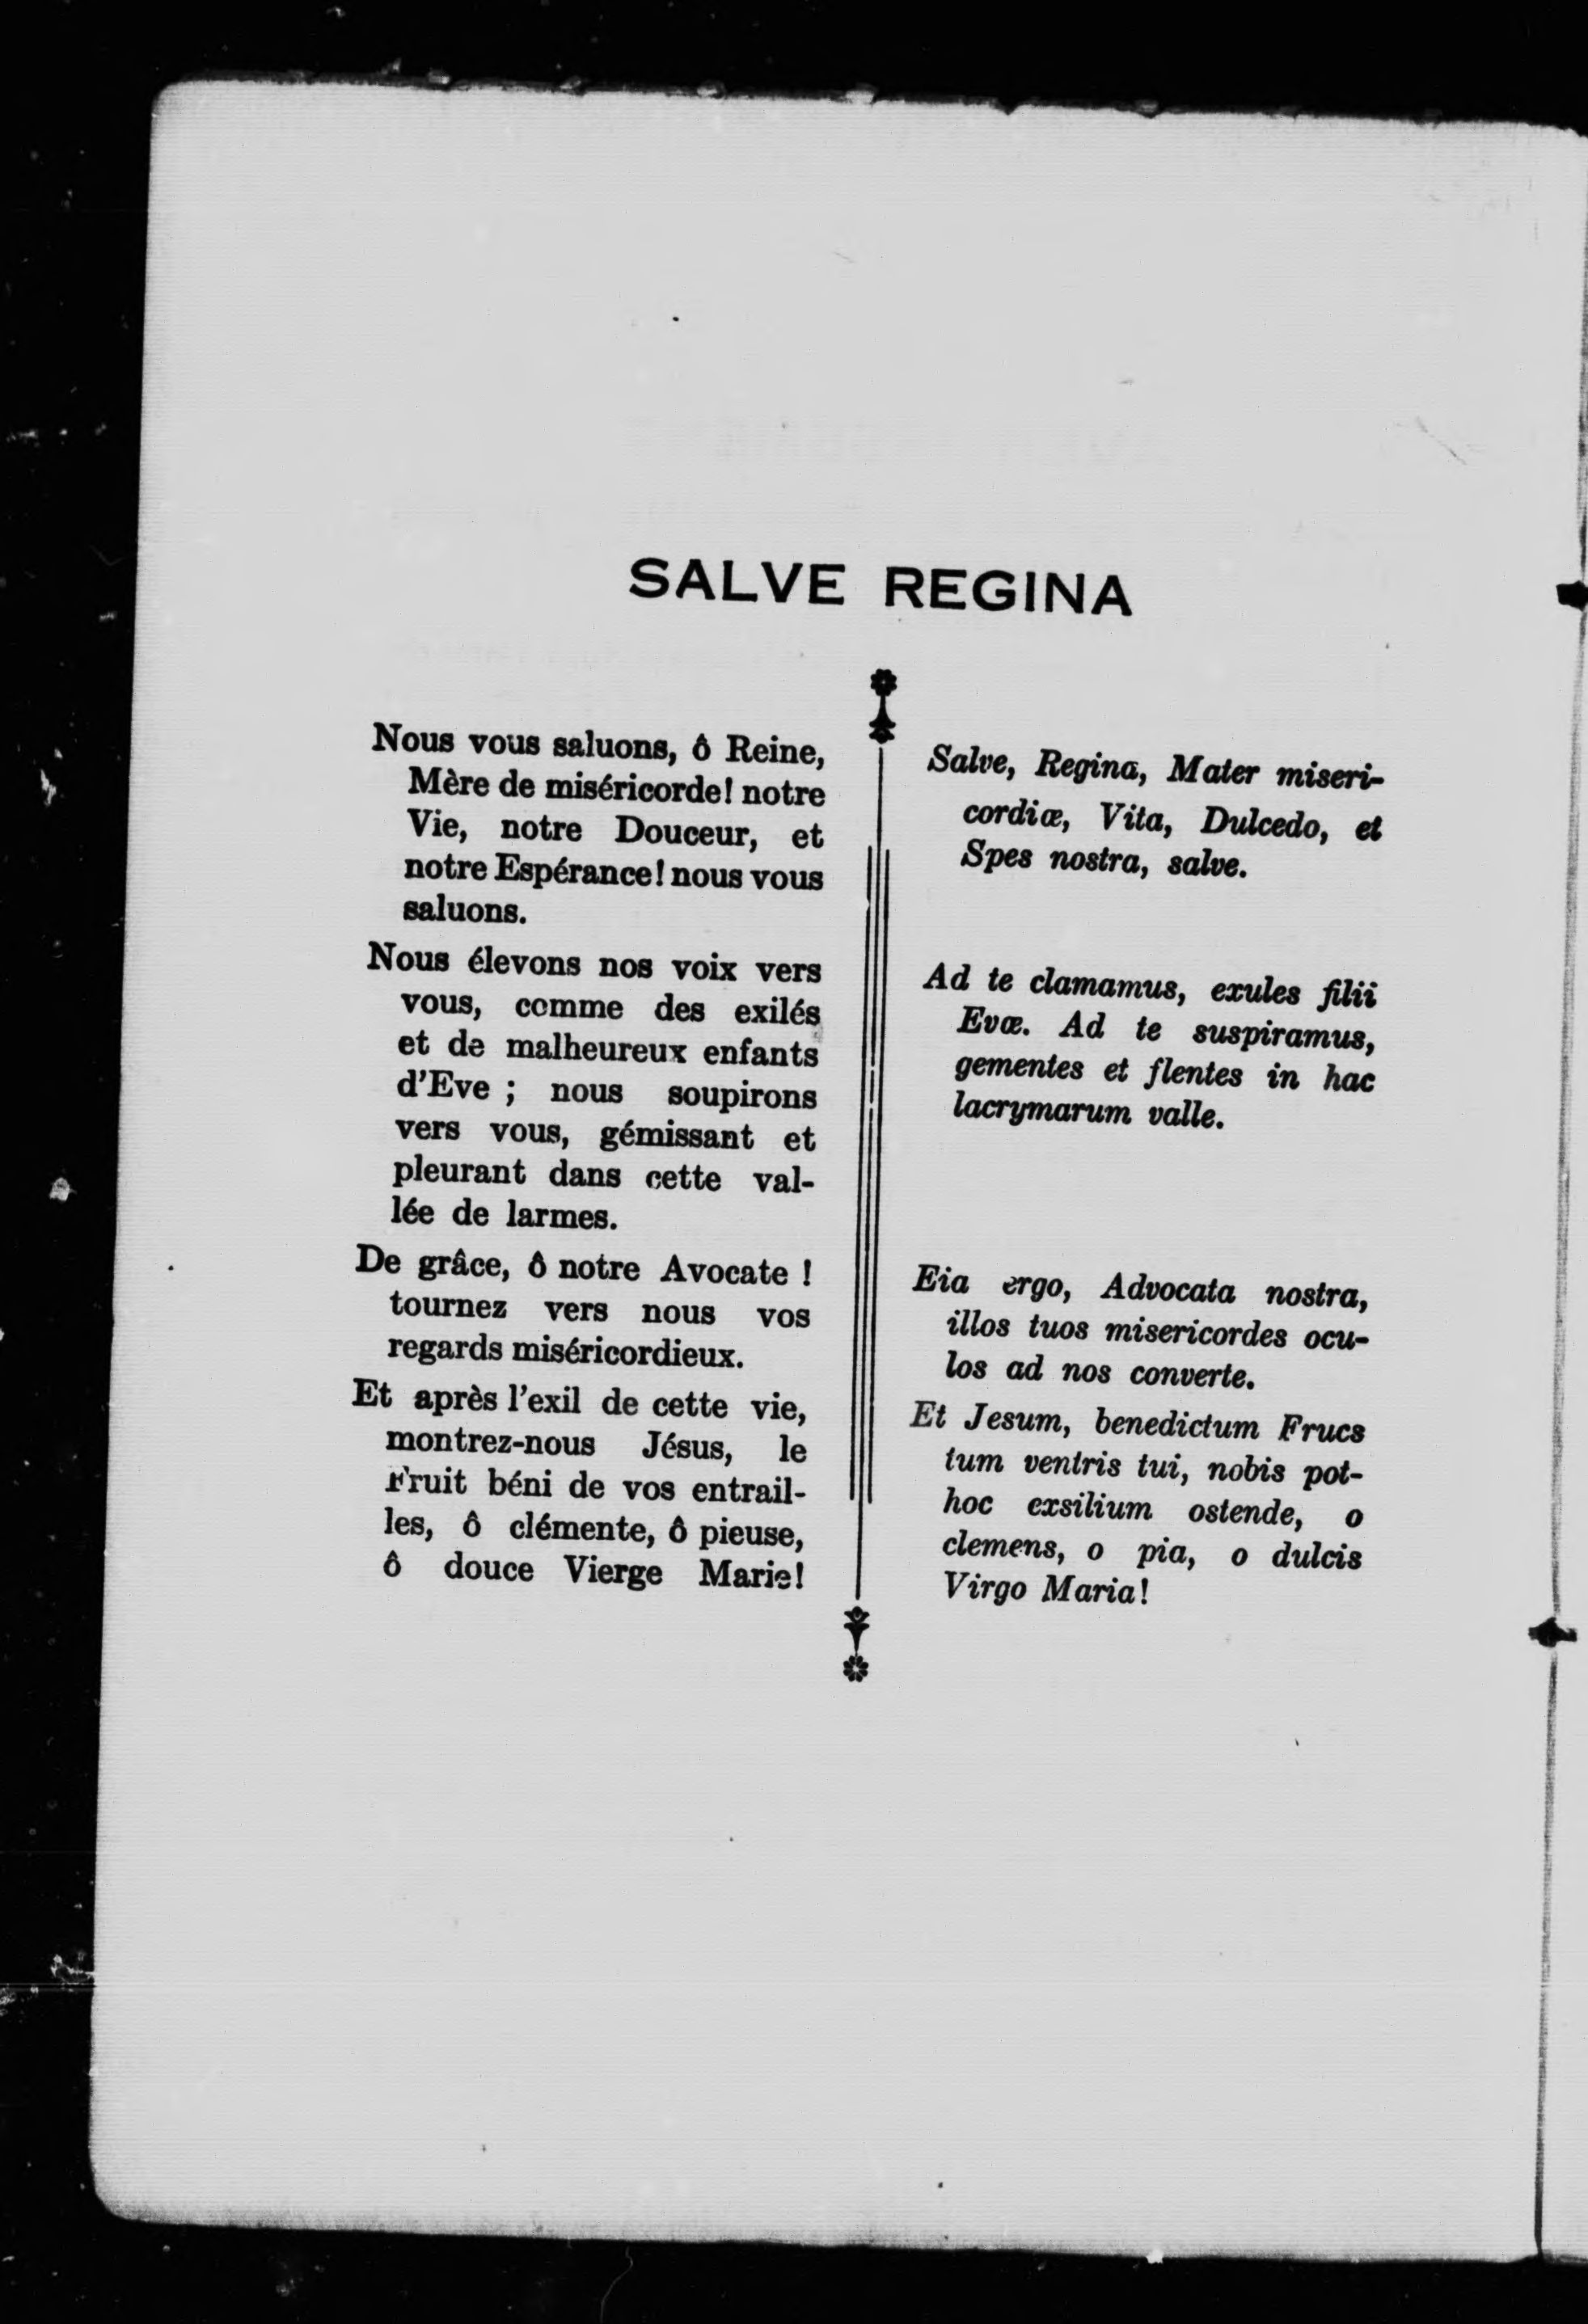 SALVE REGINA
Nous vous saluons, ô Reine,
Mère de miséricorde! notre
Vie, notre Douceur, et
notre Espérance! nous vous
saluons.
Nous élevons nos voix vers
vous, comme des exilés
et de malheureux enfants
d'Eve ; nous soupirons
vers vous, gémissant et
pleurant dans cette val-
lée de larmes.
De grâce, ô notre Avocate !
tournez vers nous vos
regards miséricordieux.
Et après l'exil de cette vie,
montrez-nous Jésus, le
Fruit béni de vos entrail-
les, ô clémente, ô pieuse,
ô douce Vierge Marie!
Salve, Regina, Mater miseri-
cordiæ, Vita, Dulcedo, et
Spes nostra, salve.
Ad te clamamus, exules filii
Evæ. Ad te suspiramus,
gementes et flentes in hac
lacrymarum valle.
Eia ergo, Advocata nostra,
illos tuos misericordes ocu-
los ad nos converte.
Et Jesum, benedictum Frucs
tum ventris tui, nobis pot-
hoc exsilium ostende, o
clemens, o pia, o dulcis
Virgo Maria!